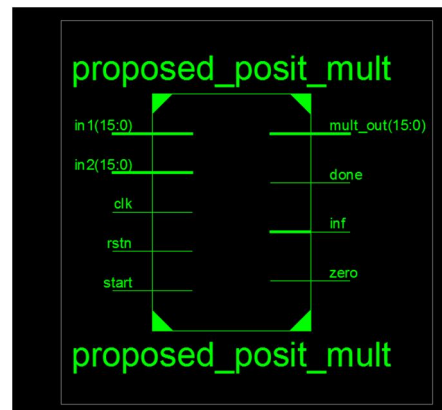 proposed_posit_mult
in1(15:0)
mult_out(15:0)
in2(15:0)
done
clk
inf
rstn
zero
start
proposed_posit_mult